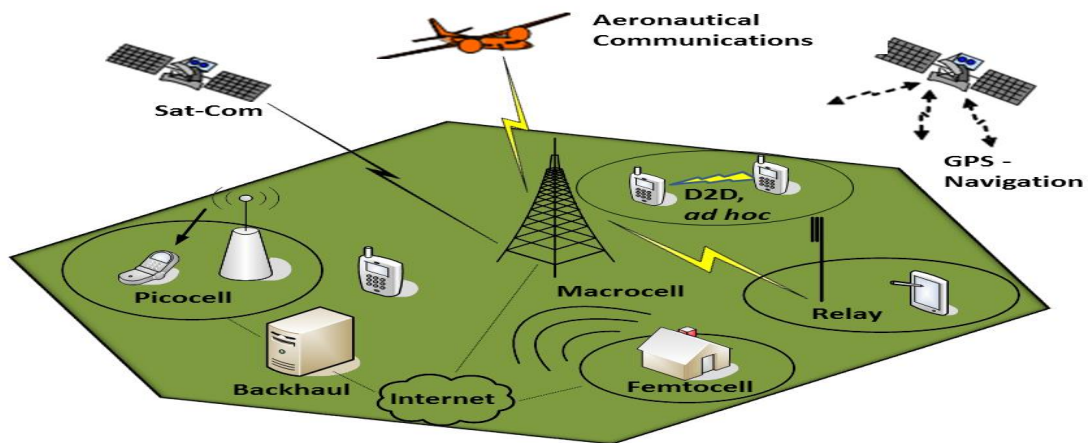 Aeronautical
Communications
Sat-Com
GPS -
Navigation
D2D,
ad hoc
Picocell
Macrocell
Relay
Backhaul
Internet
Femtocell